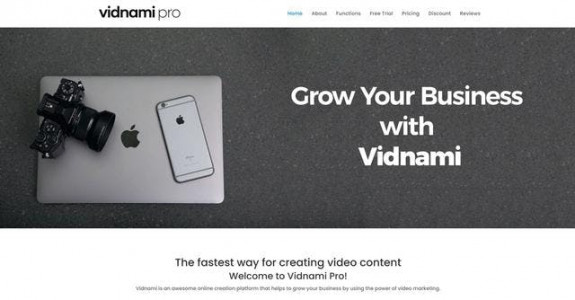 vidnami pro
Home About Functions Free Trial Pricing Discount Reviews
Grow Your Business
with
Vidnami
The fastest way for creating video content
Welcome to Vidnami Pro!
Vidnami is an awesome online creation platform that helps to grow your business by using the power of video marketing.